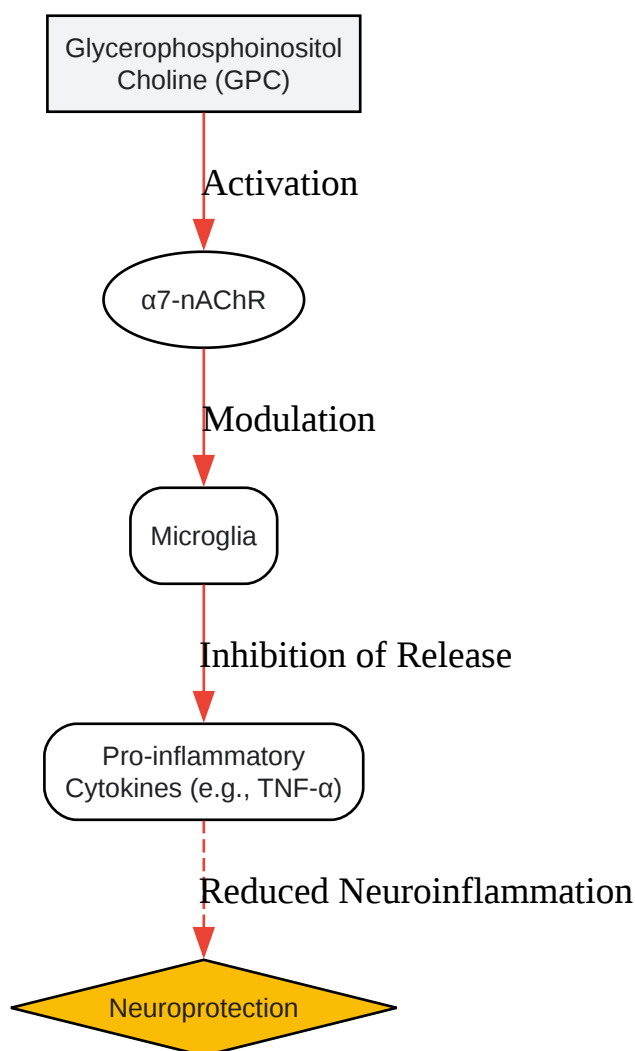 Glycerophosphoinositol
Choline (GPC)
Activation
α7-nAChR
Modulation
Microglia
Inhibition of Release
Pro-inflammatory
Cytokines (e.g., TNF-α)
Reduced Neuroinflammation
Neuroprotection